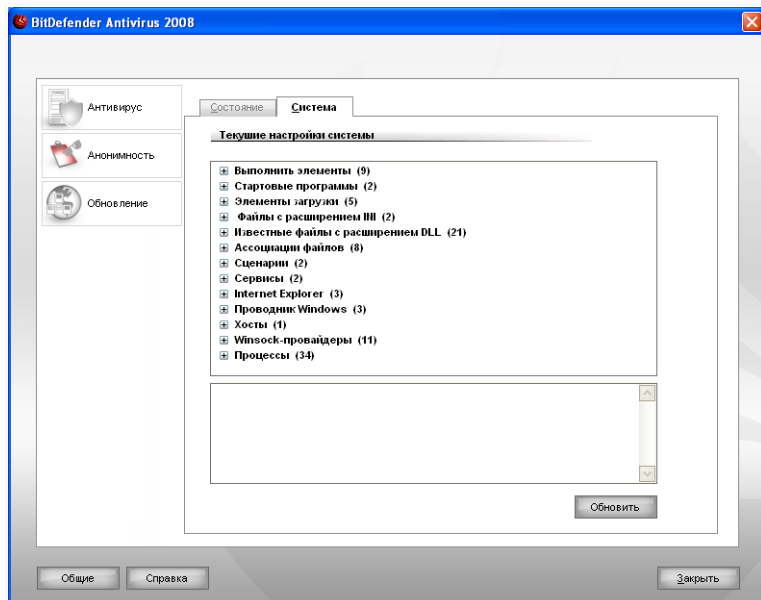 BitDefender Antivirus 2008
Антивирус
Анонимность
Обновление
Состояние
Система
Текущие настройки системы
Выполнить элементы (9)
Стартовые программы (2)
Элементы загрузки (5)
Файлы с расширением INI (2)
Известные файлы с расширением DLL (21)
Ассоциации файлов (8)
Сценарии (2)
Сервисы (2)
Internet Explorer (3)
Проводник Windows (3)
Хосты (1)
Winsock-провайдеры (11)
Процессы (34)
Обновить
Общие
Справка
Закрыть